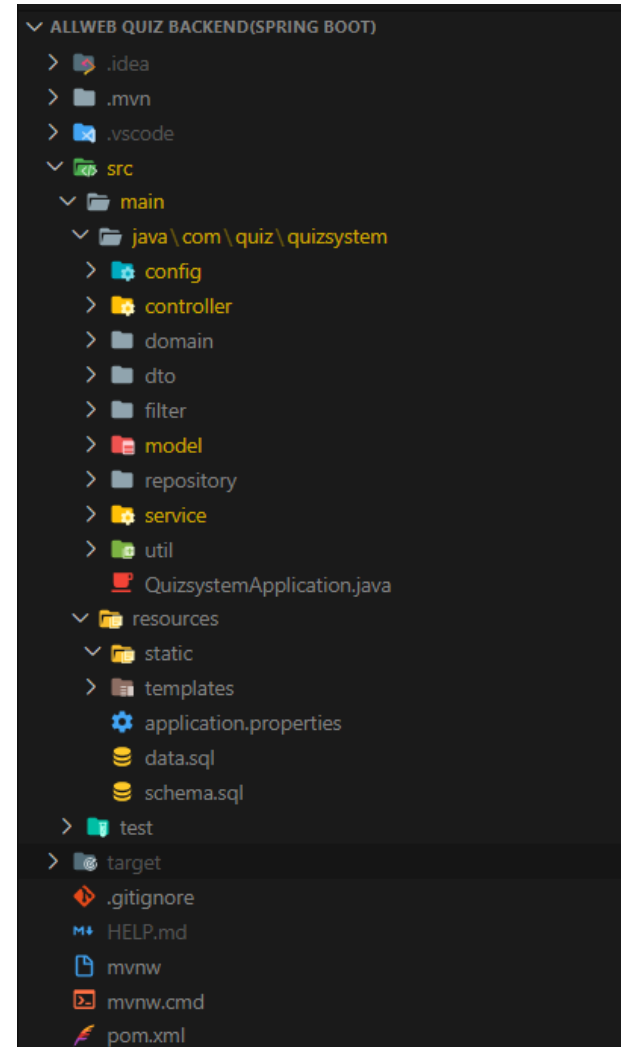 ALLWEB QUIZ BACKEND(SPRING BOOT)
.idea
.mvn
.vscode
src
main
java\com\quiz\quizsystem
config
controller
domain
dto
filter
model
repository
service
util
QuizsystemApplication.java
resources
static
templates
application.properties
data.sql
schema.sql
test
target
.gitignore
HELP.md
mvnw
mvnw.cmd
pom.xml